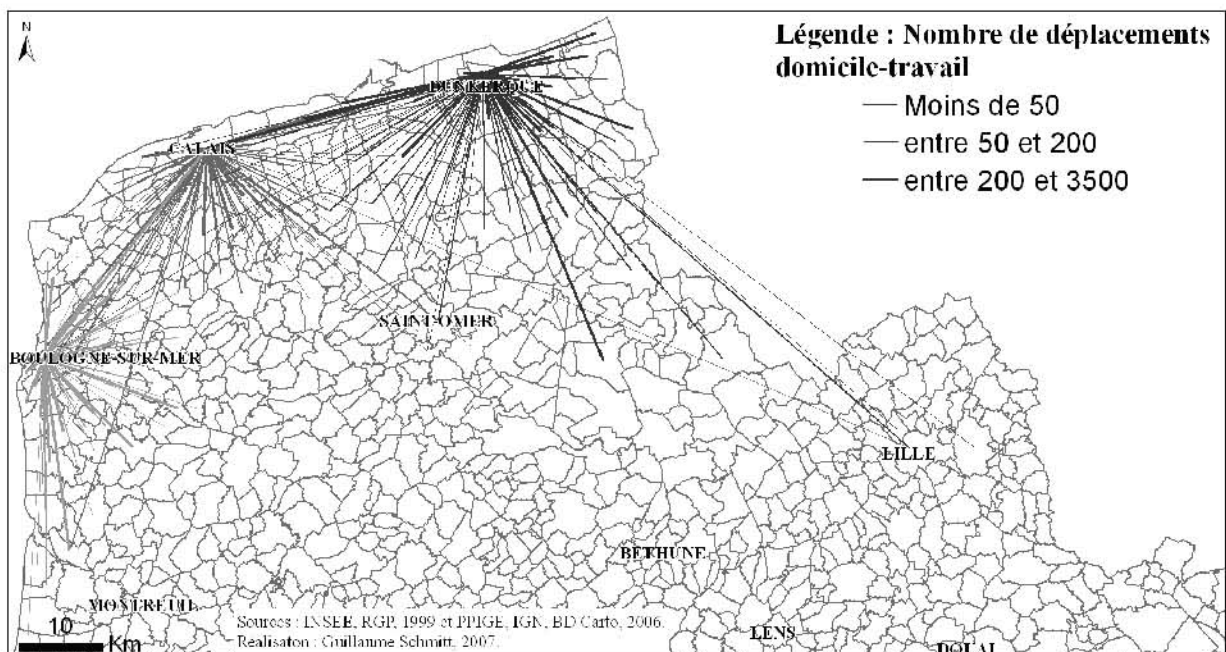 N
Légende : Nombre de déplacements
domicile-travail
Moins de 50
entre 50 et 200
entre 200 et 3500
DUNKERQUE
CALAIS
SAINT-OMER
BOULOGNE-SUR-MER
LILLE
BETHUNE
MONTREUIL
LENS
DOUAI
10
Km
Sources : INSEE, RGP, 1999 et PPIGE, IGN, BD Carto, 2006.
Realisaton : Guillaume Schmitt, 2007.